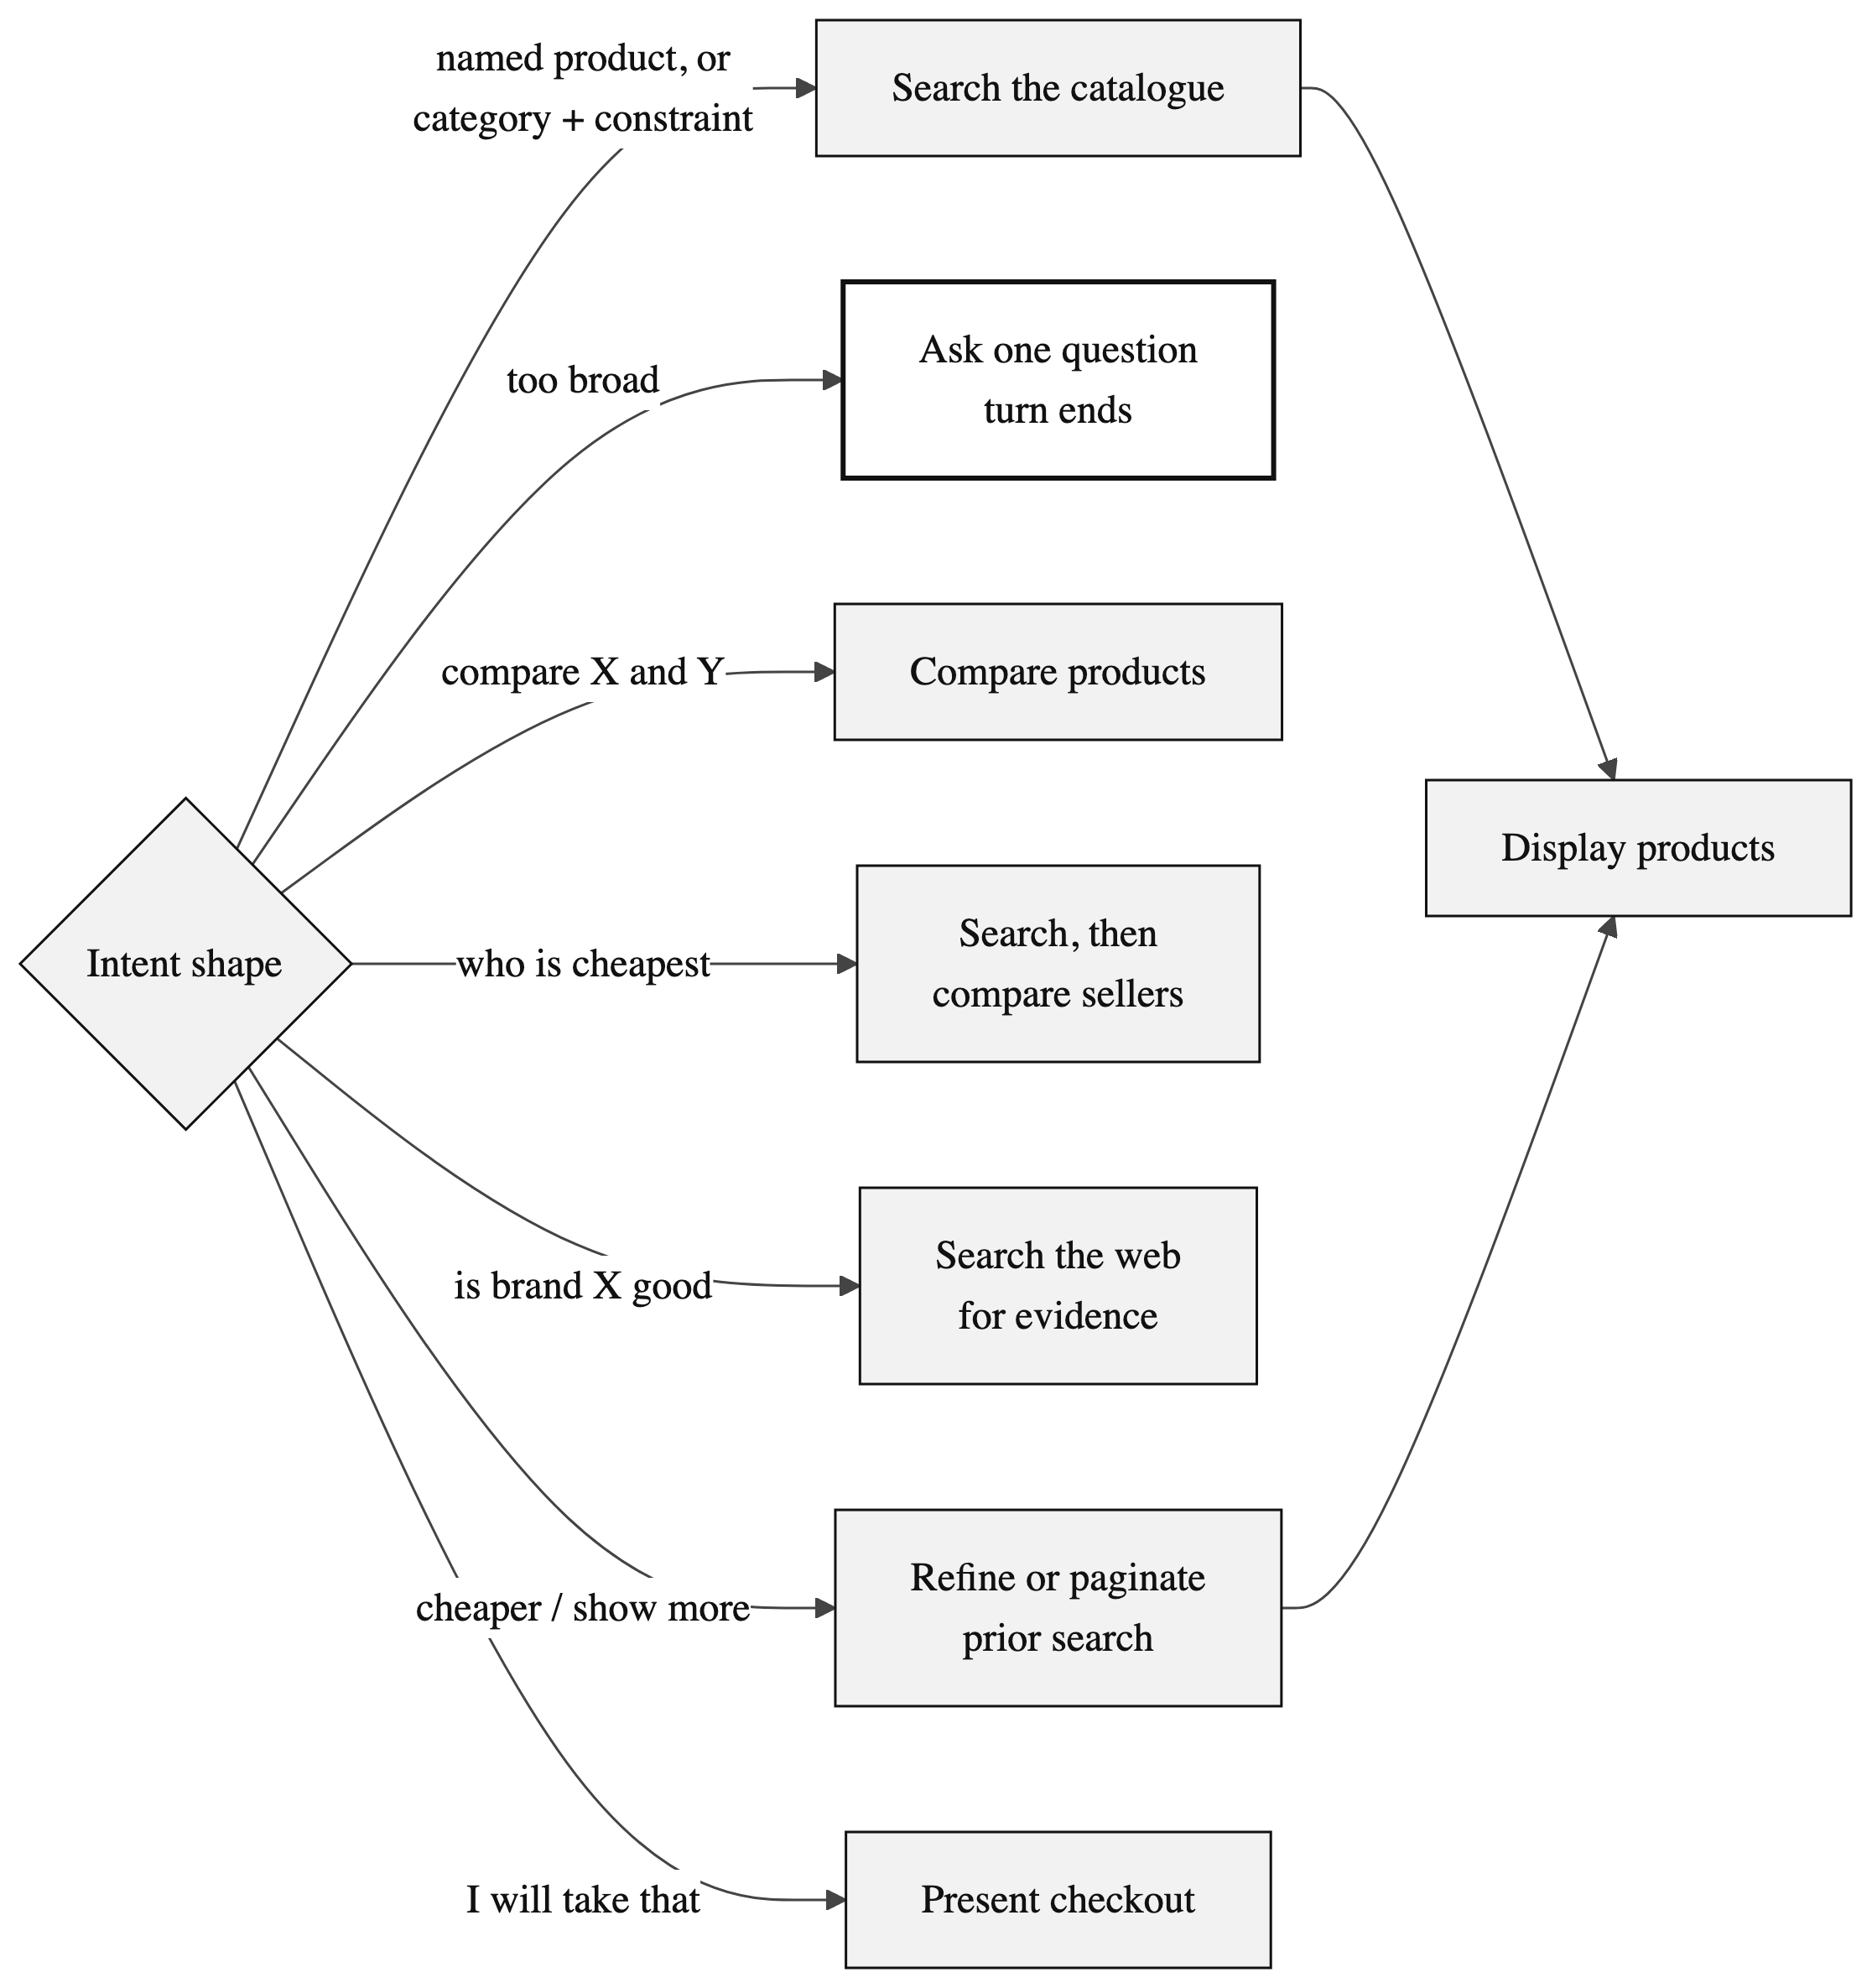 named product, or
category + constraint
Search the catalogue
too broad
Ask one question
turn ends
compare X and Y
Compare products
Display products
Intent shape
who is cheapest
Search, then
compare sellers
is brand X good
Search the web
for evidence
cheaper / show more
Refine or paginate
prior search
I will take that
Present checkout